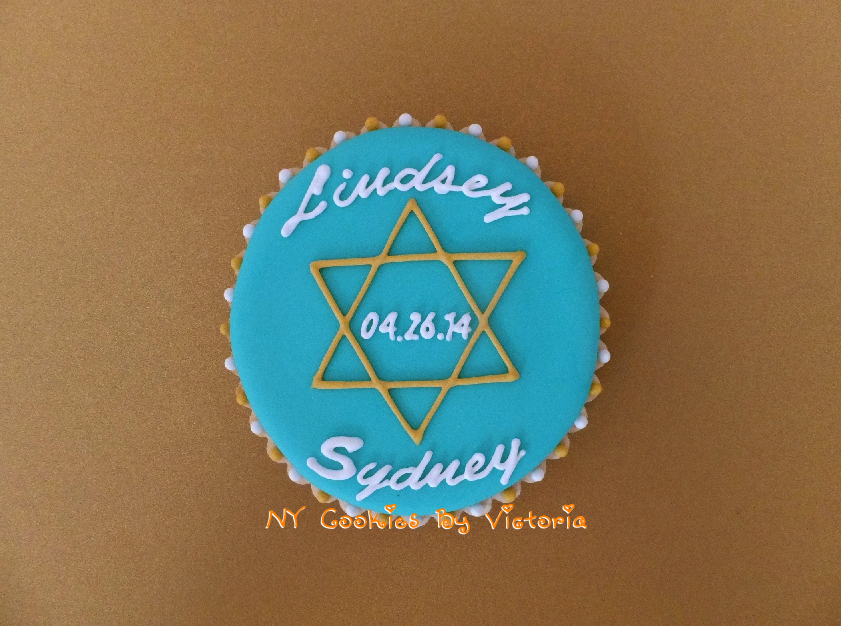 Lindsey
04.26.14
Sydney
NY Cookies By Victoria